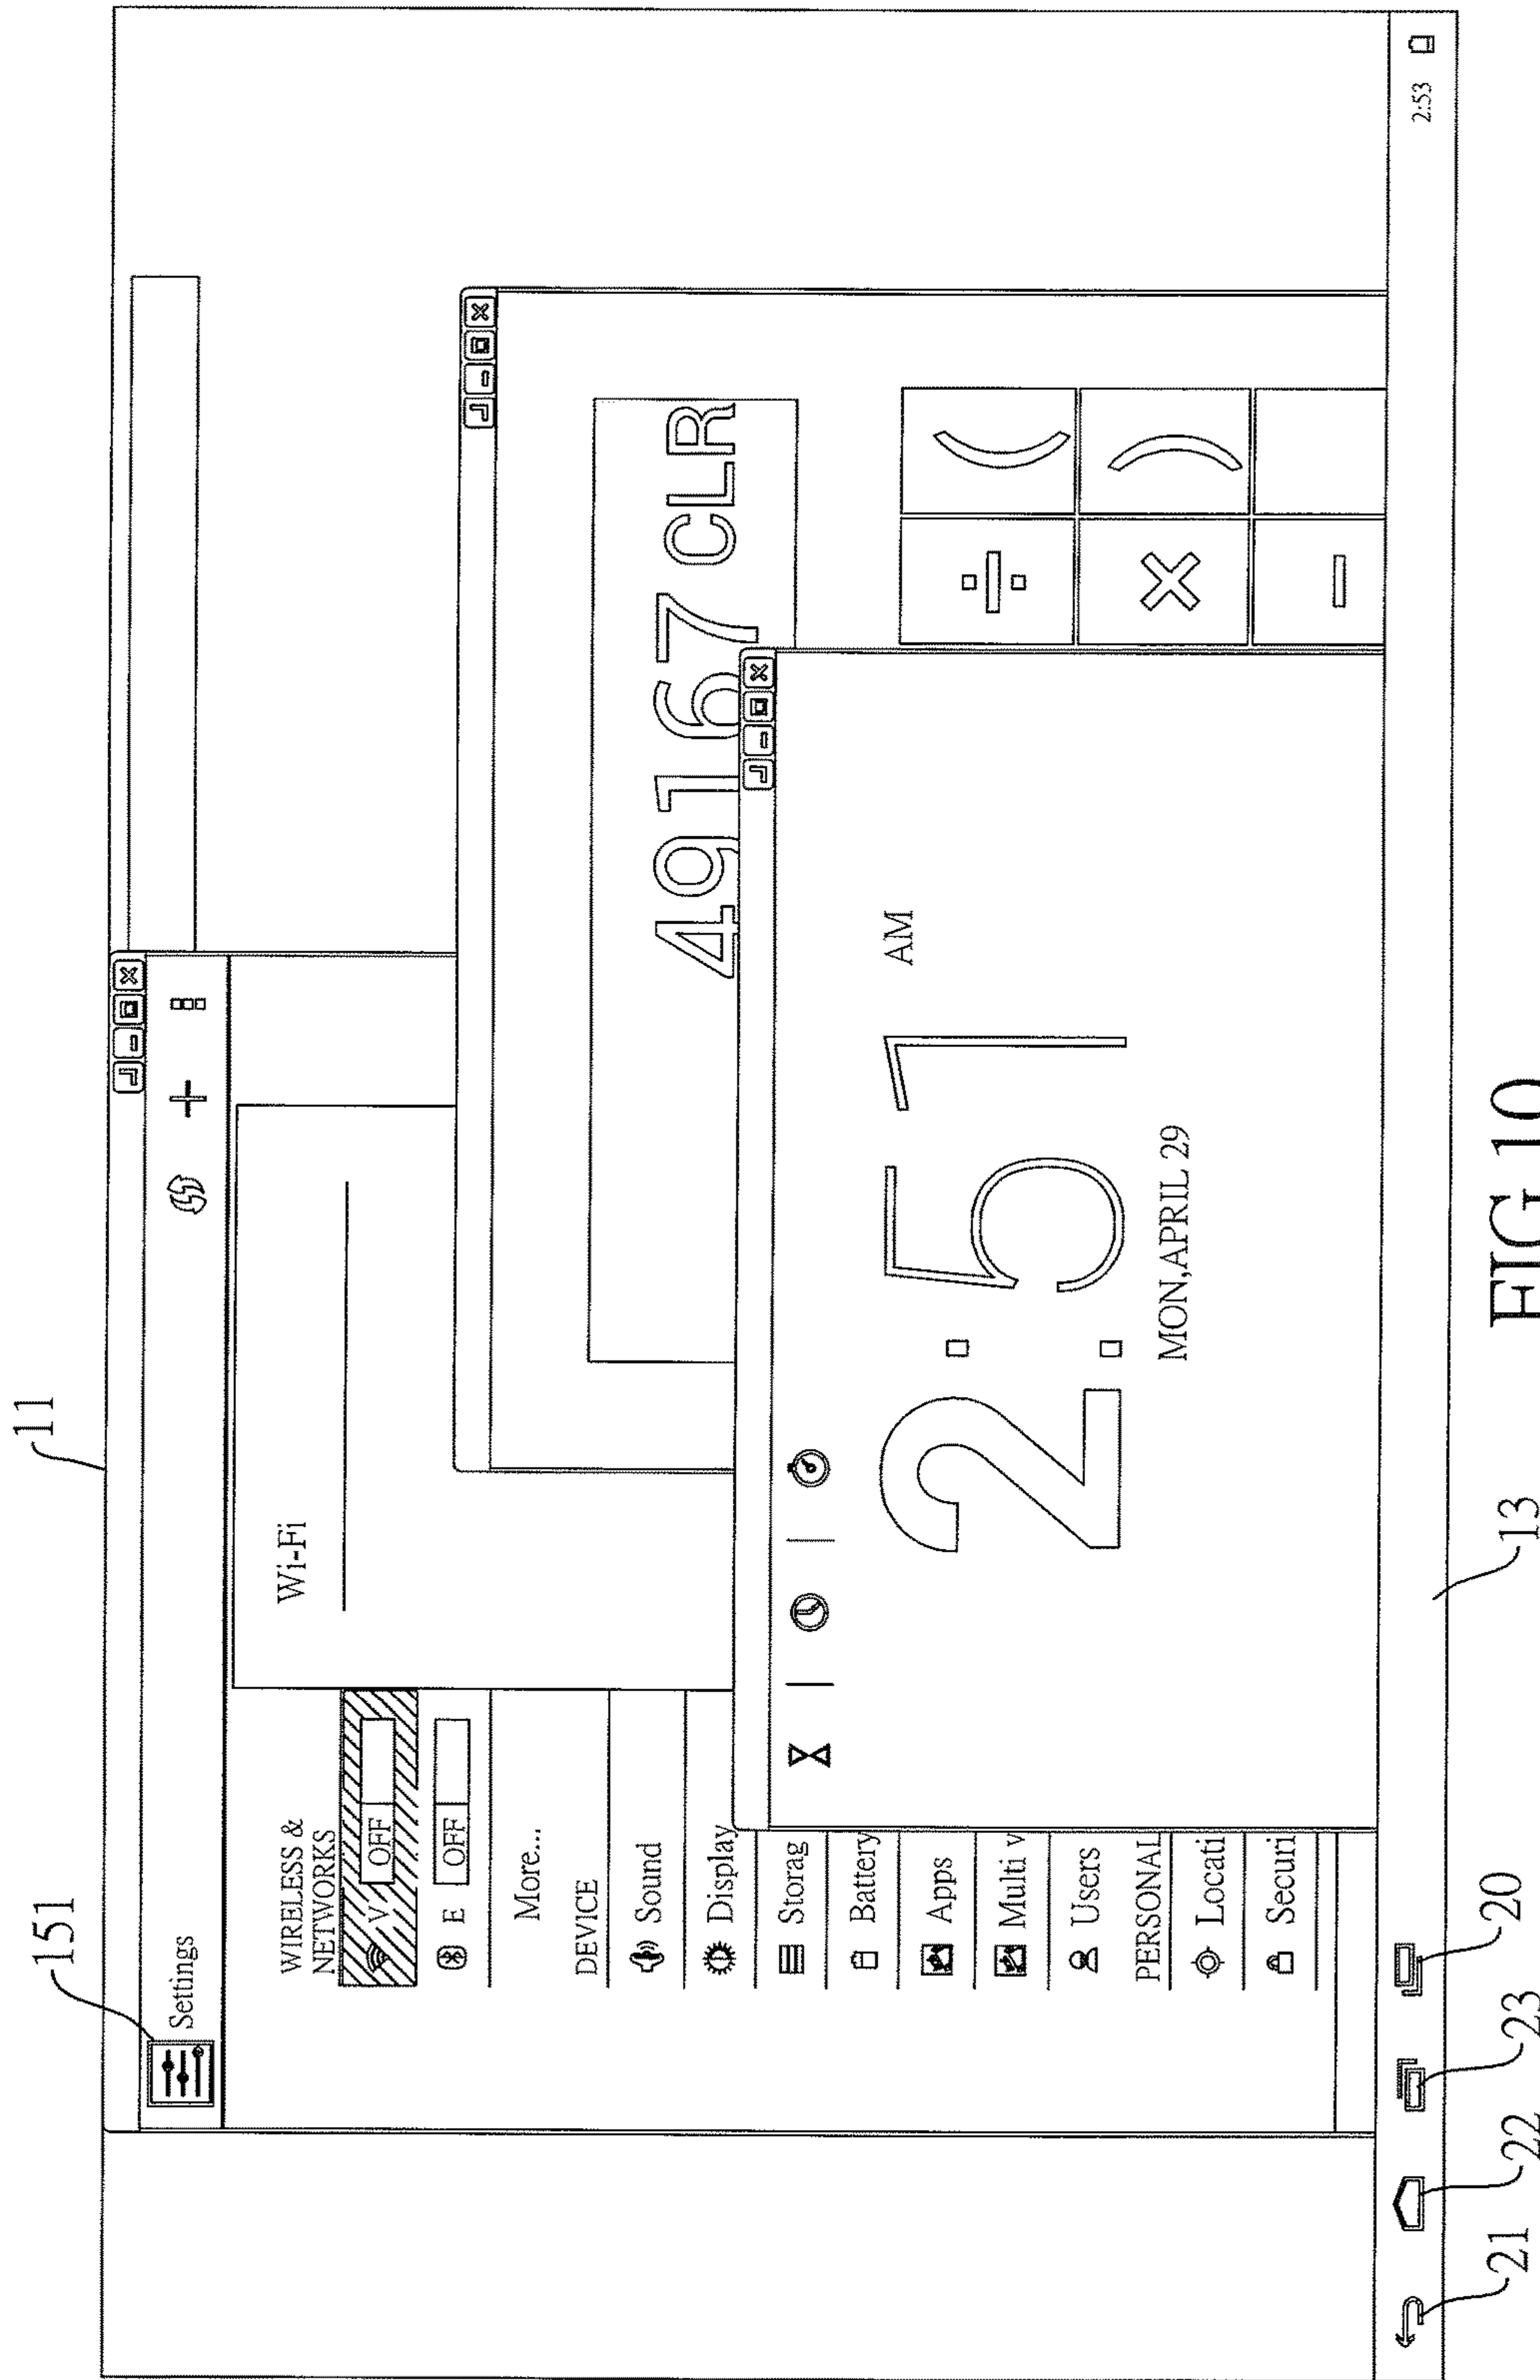 11
151
Settings
WIRELESS &
NETWORKS
V OFF
E OFF
More...
DEVICE
Sound
Display
Storag
Battery
Apps
Multi v
Users
PERSONAL
Locati
Securi
Wi-Fi
49167 CLR
÷ (
× )
−
2:51 AM
MON,APRIL 29
2:53
21
22
23
20
13
FIG 10